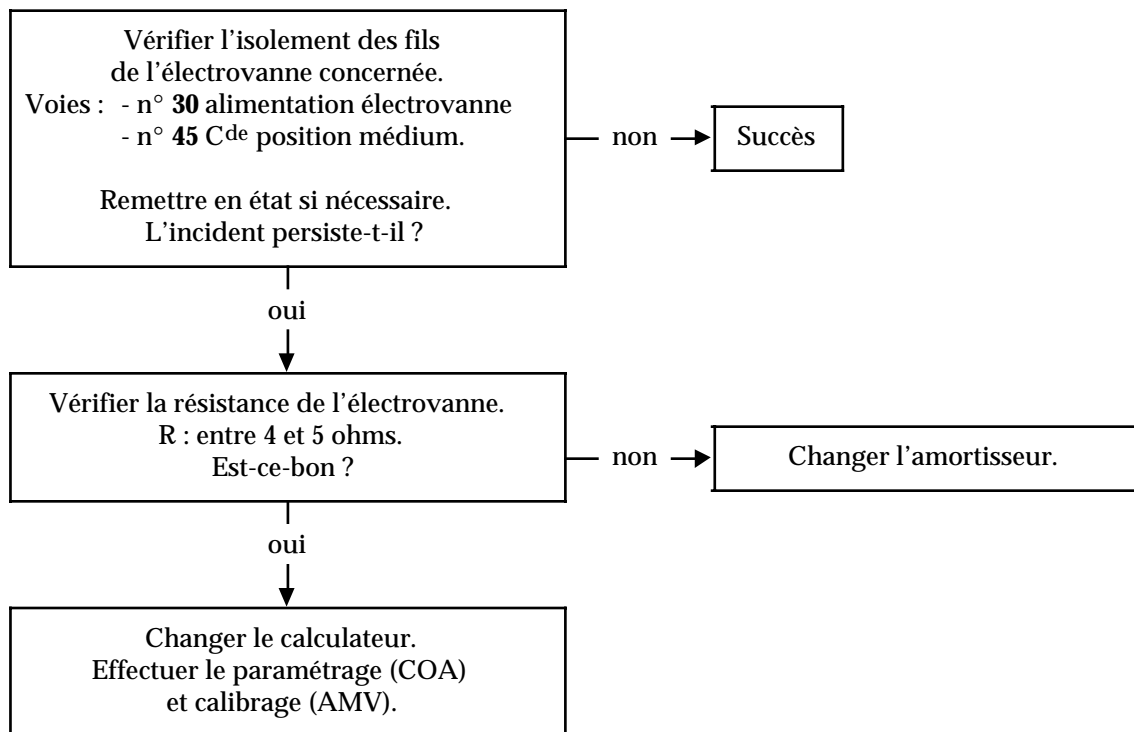 Vérifier l’isolement des fils
de l’électrovanne concernée.
Voies : - n° 30 alimentation électrovanne
- n° 45 Cde position médium.
non
Succès
Remettre en état si nécessaire.
L’incident persiste-t-il ?
oui
Vérifier la résistance de l’électrovanne.
R : entre 4 et 5 ohms.
Est-ce-bon ?
non
Changer l’amortisseur.
oui
Changer le calculateur.
Effectuer le paramétrage (COA)
et calibrage (AMV).